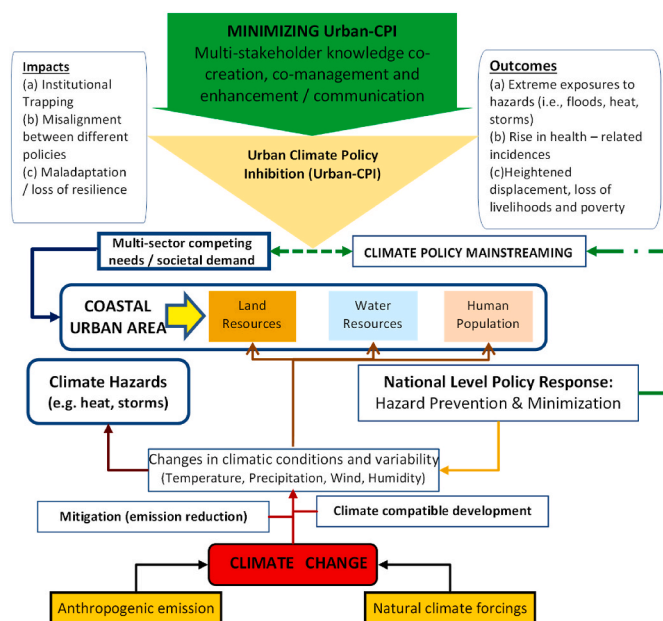 MINIMIZING Urban-CPI
Multi-stakeholder knowledge co-
creation, co-management and
enhancement / communication
Impacts
(a) Institutional
Trapping
(b) Misalignment
between different
policies
(c) Maladaptation
/ loss of resilience
Outcomes
(a) Extreme exposures to
hazards (i.e., floods, heat,
storms)
(b) Rise in health – related
incidences
(c)Heightened
displacement, loss of
livelihoods and poverty
Urban Climate Policy
Inhibition (Urban-CPI)
Multi-sector competing
needs / societal demand
CLIMATE POLICY MAINSTREAMING
COASTAL
URBAN AREA
Land
Resources
Water
Resources
Human
Population
Climate Hazards
(e.g. heat, storms)
National Level Policy Response:
Hazard Prevention & Minimization
Changes in climatic conditions and variability
(Temperature, Precipitation, Wind, Humidity)
Mitigation (emission reduction)
Climate compatible development
CLIMATE CHANGE
Anthropogenic emission
Natural climate forcings